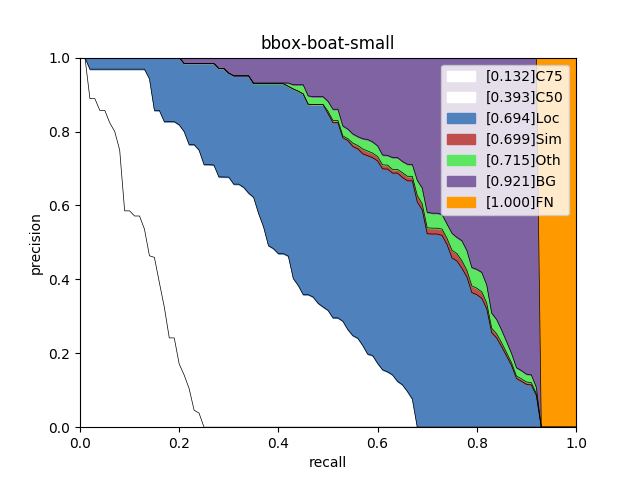 bbox-boat-small
1.0
0.8
0.6
0.4
0.2
0.0
precision
[0.132]C75
[0.393]C50
[0.694]Loc
[0.699]Sim
[0.715]Oth
[0.921]BG
[1.000]FN
0.0 0.2 0.4 0.6 0.8 1.0
recall